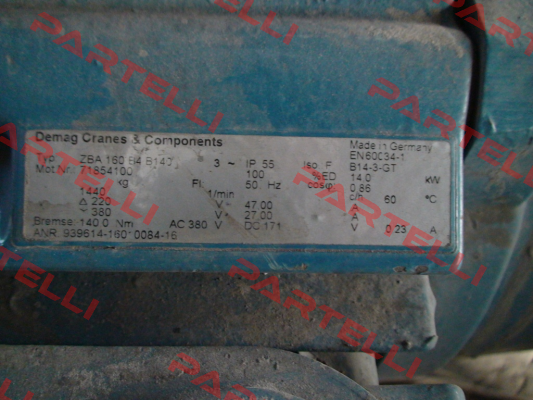 PARTELLI
PARTELLI
PARTELLI
PARTELLI
Demag Cranes & Components Made in Germany
Typ ZBA 160 B4 B140 3 ~ IP 55 Iso F EN60034-1
Mot.Nr. 71854100 100 %ED B14-3-GT
kg Fl. 50 Hz cosφ 14.0 kW
1440 1/min 0.86
Δ 220 V 47.00 A c/h 60 °C
380 V 27.00 A
Bremse 140.0 Nm AC 380 V DC 171 V 0.23 A
ANR. 939614-160 0084-16
PARTELLI
PARTELLI
PARTELLI